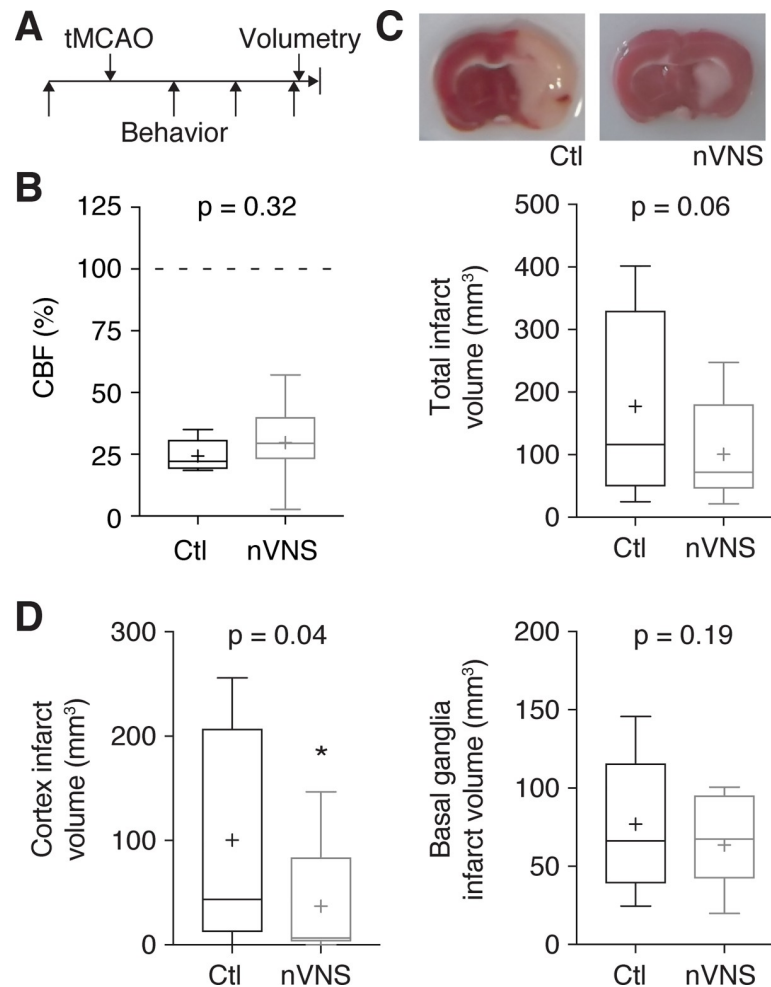 A
tMCAO
Volumetry
Behavior
C
Ctl
nVNS
B
p = 0.32
125
100
75
50
25
0
CBF (%)
Ctl
nVNS
p = 0.06
500
400
300
200
100
0
Total infarct
volume (mm³)
Ctl
nVNS
D
p = 0.04
300
200
100
0
Cortex infarct
volume (mm³)
*
Ctl
nVNS
p = 0.19
200
150
100
50
0
Basal ganglia
infarct volume (mm³)
Ctl
nVNS